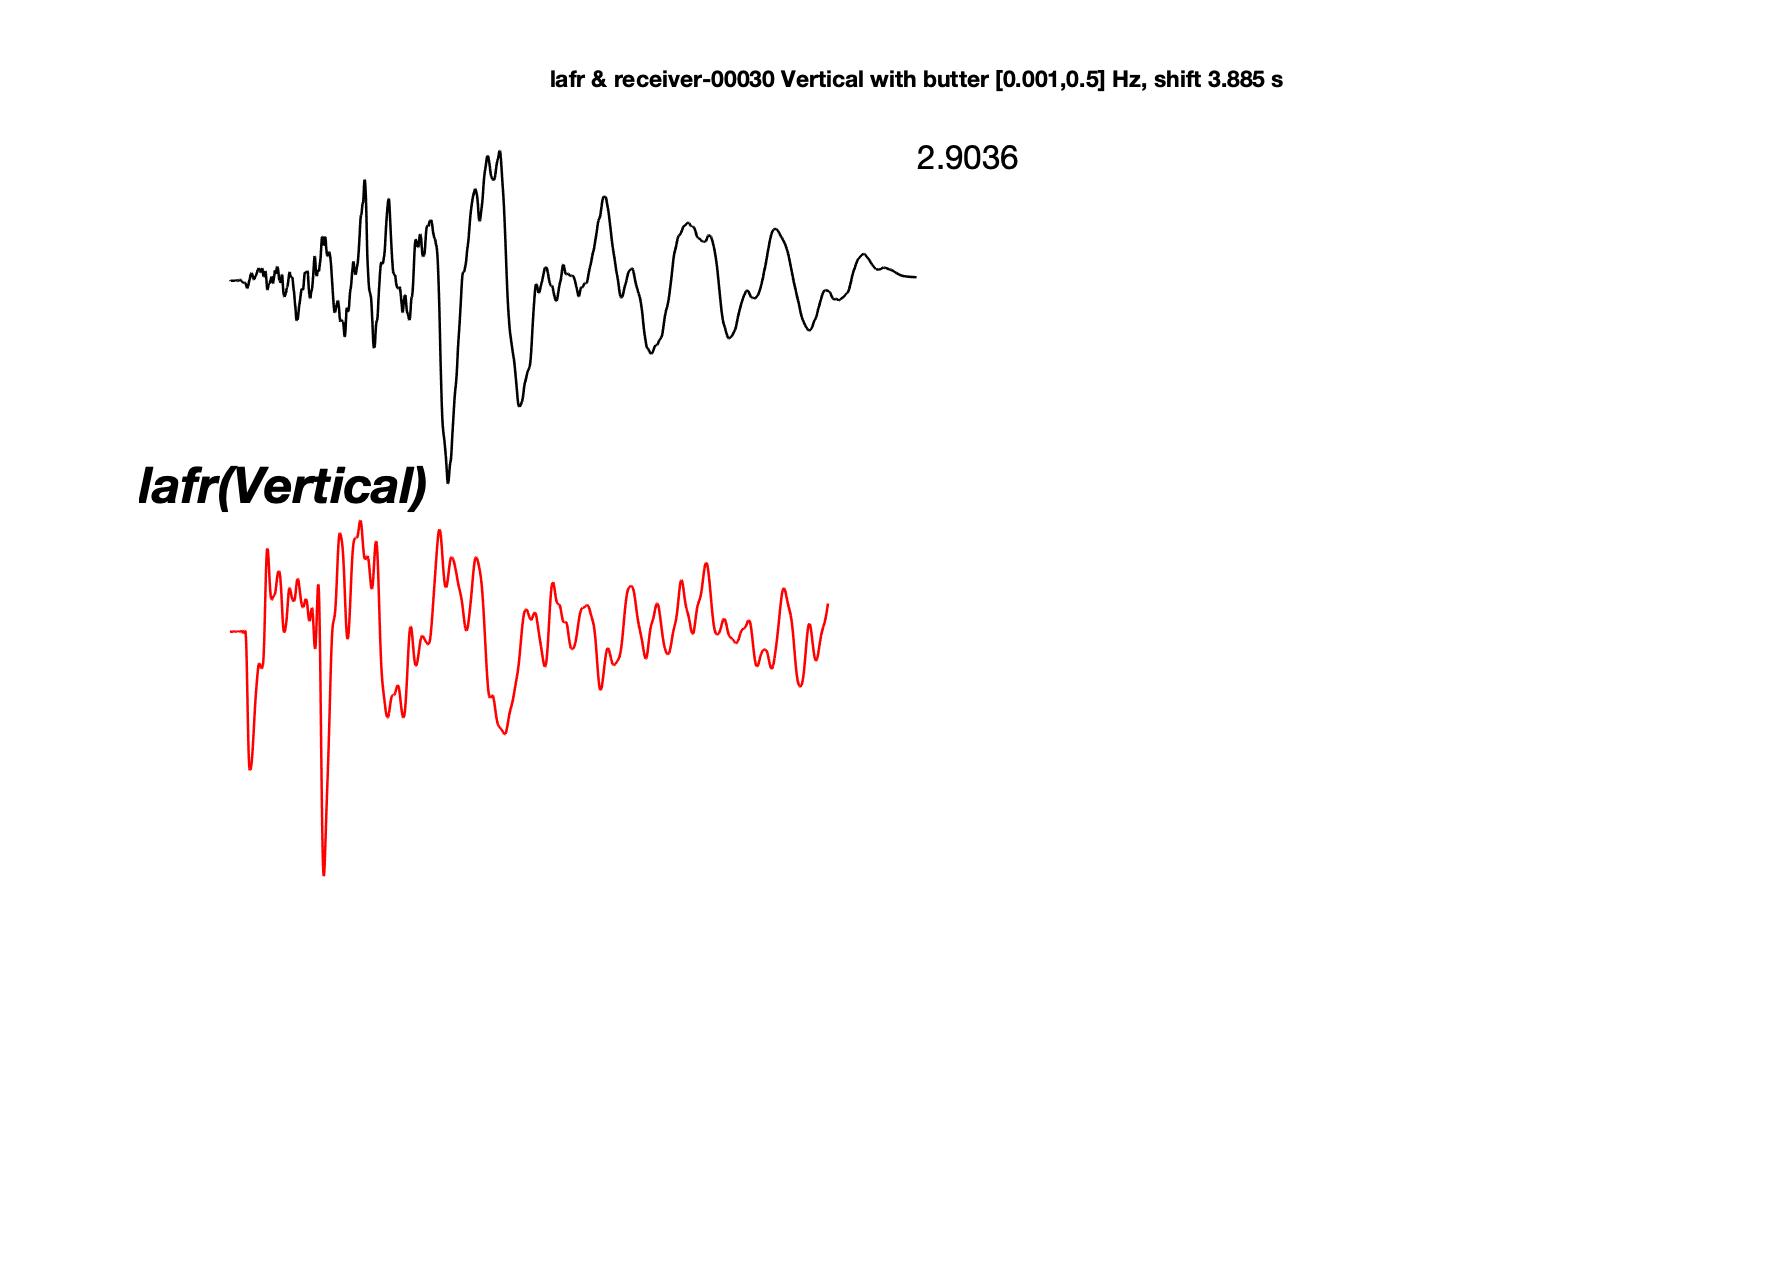 lafr & receiver-00030 Vertical with butter [0.001,0.5] Hz, shift 3.885 s
2.9036
lafr(Vertical)